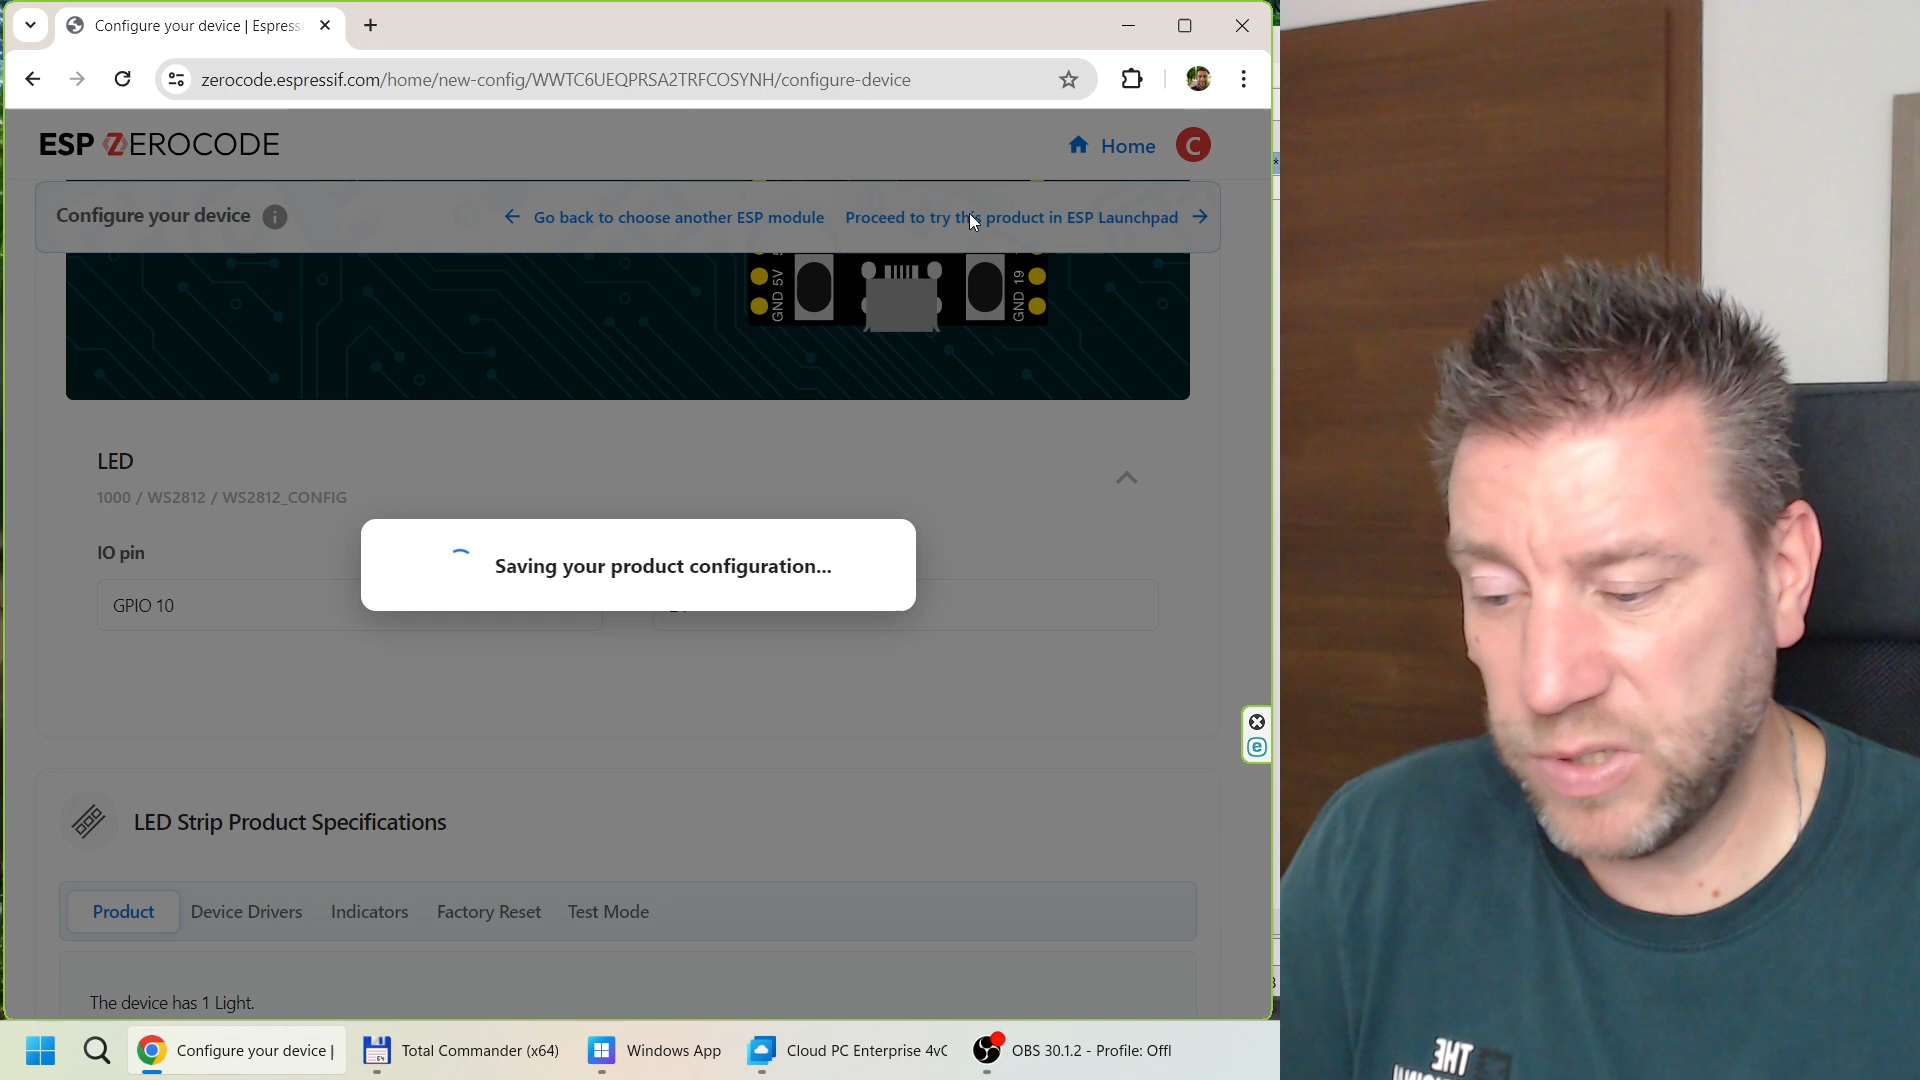 Configure your device | Espress
zerocode.espressif.com/home/new-config/WWTC6UEQPRSA2TRFCOSYNH/configure-device
ESP ZEROCODE
Home
C
Configure your device
Go back to choose another ESP module
Proceed to try this product in ESP Launchpad
GND 5V
GND 19
LED
1000 / WS2812 / WS2812_CONFIG
IO pin
Saving your product configuration...
GPIO 10
LED Strip Product Specifications
Product
Device Drivers
Indicators
Factory Reset
Test Mode
The device has 1 Light.
Configure your device |
Total Commander (x64)
Windows App
Cloud PC Enterprise 4vC
OBS 30.1.2 - Profile: Offl
THE